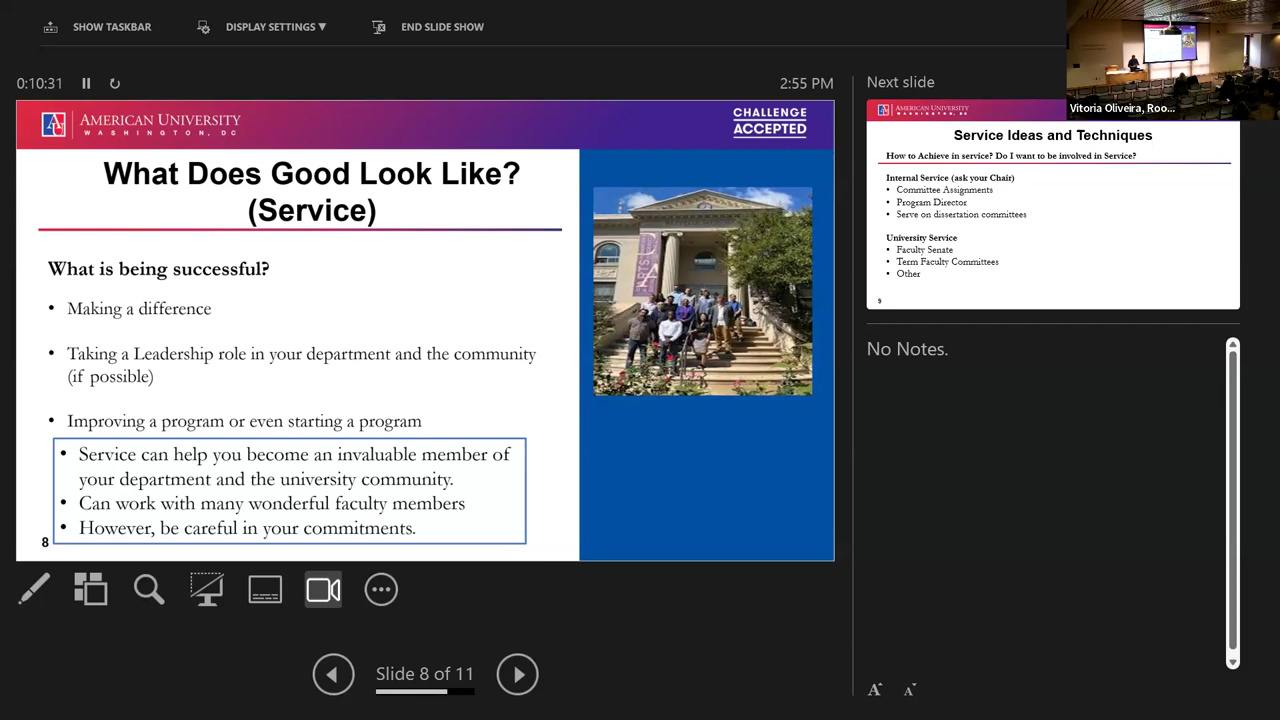 SHOW TASKBAR
DISPLAY SETTINGS ▼
END SLIDE SHOW
0:10:31
2:55 PM
AMERICAN UNIVERSITY
WASHINGTON, DC
CHALLENGE
ACCEPTED
What Does Good Look Like?
(Service)
What is being successful?
• Making a difference
• Taking a Leadership role in your department and the community
(if possible)
• Improving a program or even starting a program
• Service can help you become an invaluable member of
your department and the university community.
• Can work with many wonderful faculty members
• However, be careful in your commitments.
8
ARTS
Slide 8 of 11
Next slide
Vitoria Oliveira, Roo...
AMERICAN UNIVERSITY
WASHINGTON, DC
Service Ideas and Techniques
How to Achieve in service? Do I want to be involved in Service?
Internal Service (ask your Chair)
• Committee Assignments
• Program Director
• Serve on dissertation committees
University Service
• Faculty Senate
• Term Faculty Committees
• Other
9
No Notes.
A A